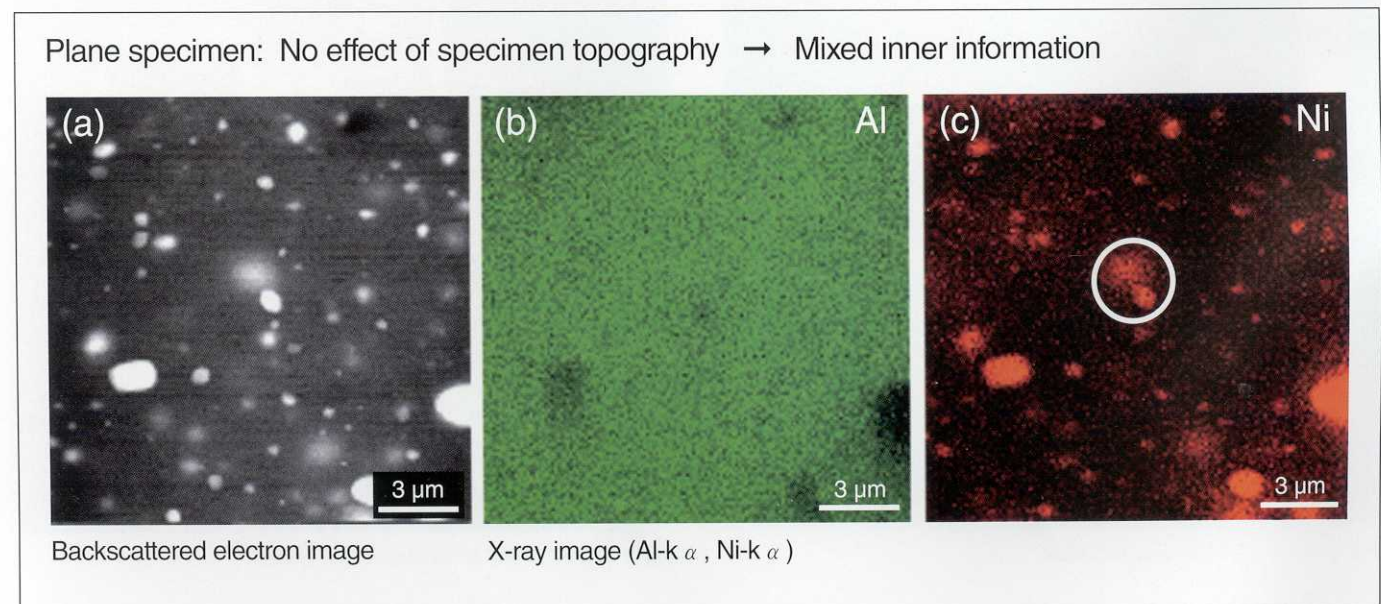 Plane specimen: No effect of specimen topography → Mixed inner information
(a)
(b)
Al
(c)
Ni
3 µm
3 µm
3 µm
Backscattered electron image
X-ray image (Al-k α , Ni-k α )